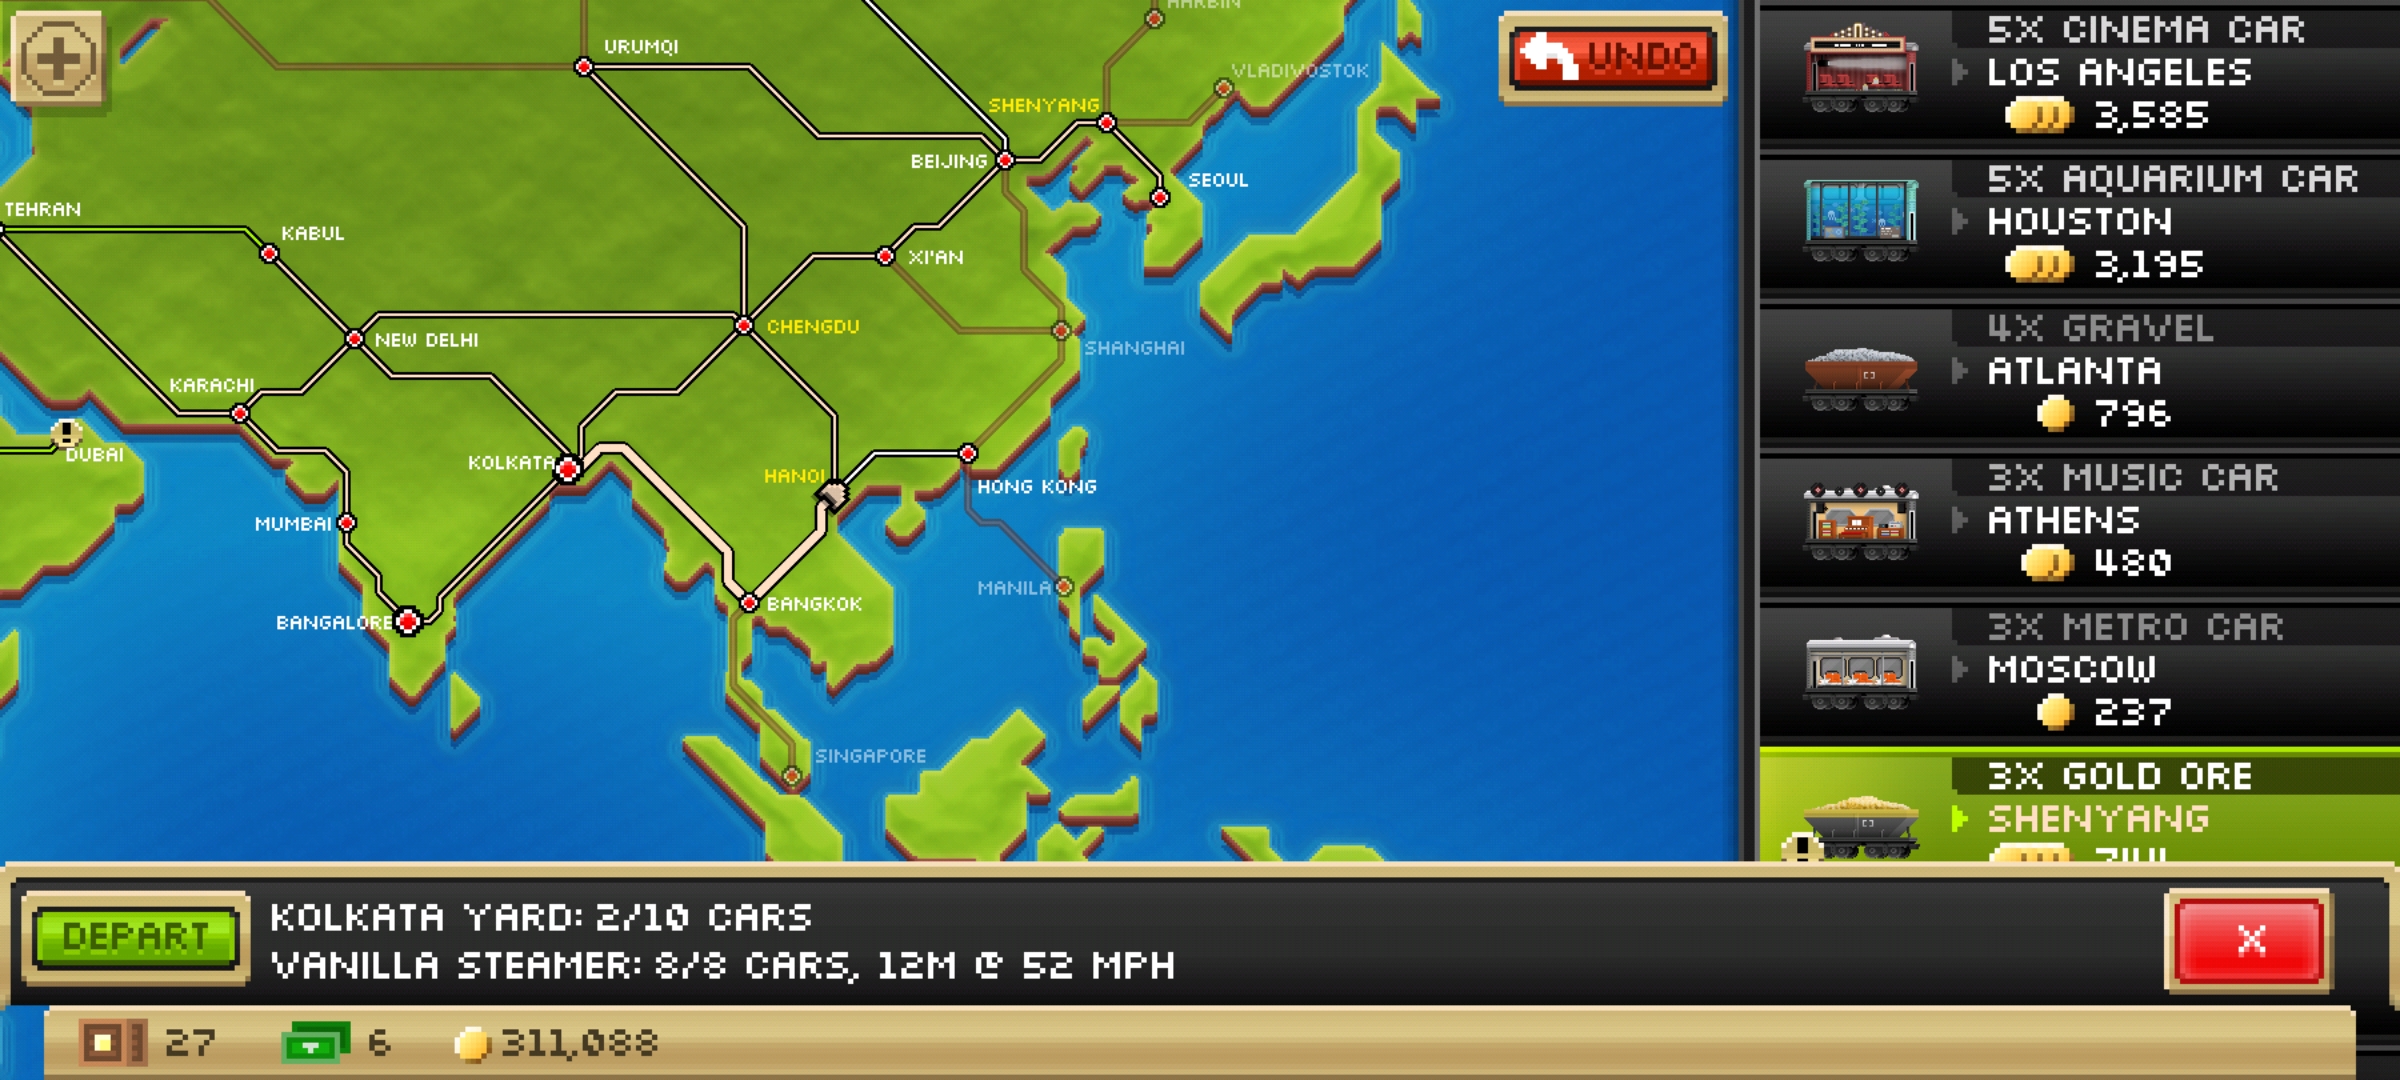 HARBIN
URUMQI
UNDO
VLADIVOSTOK
SHENYANG
BEIJING
SEOUL
TEHRAN
KABUL
XI'AN
CHENGDU
NEW DELHI
SHANGHAI
KARACHI
DUBAI
KOLKATA
HANOI
HONG KONG
MUMBAI
MANILA
BANGKOK
BANGALORE
SINGAPORE
5X CINEMA CAR
LOS ANGELES
3,585
5X AQUARIUM CAR
HOUSTON
3,195
4X GRAVEL
ATLANTA
796
3X MUSIC CAR
ATHENS
480
3X METRO CAR
MOSCOW
237
3X GOLD ORE
SHENYANG
DEPART
KOLKATA YARD: 2/10 CARS
VANILLA STEAMER: 8/8 CARS, 12M @ 52 MPH
X
27
6
311,088